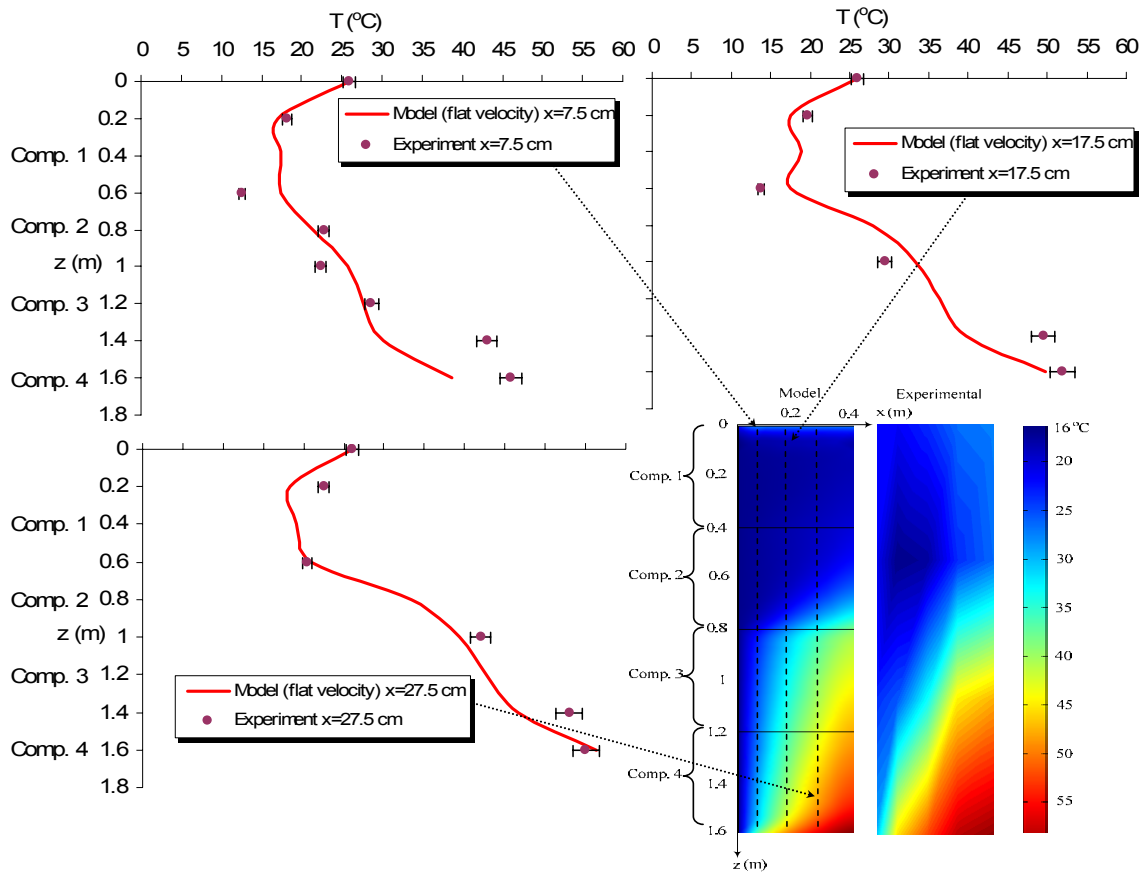 T (°C)
0 5 10 15 20 25 30 35 40 45 50 55 60
0
0.2
0.4
0.6
0.8
1
1.2
1.4
1.6
1.8
Comp. 1
Comp. 2
z (m)
Comp. 3
Comp. 4
Model (flat velocity) x=7.5 cm
Experiment x=7.5 cm
T (°C)
0 5 10 15 20 25 30 35 40 45 50 55 60
Model (flat velocity) x=17.5 cm
Experiment x=17.5 cm
0
0.2
0.4
0.6
0.8
1
1.2
1.4
1.6
1.8
Comp. 1
Comp. 2
z (m)
Comp. 3
Comp. 4
Model (flat velocity) x=27.5 cm
Experiment x=27.5 cm
Model
Experimental
0.2 0.4 x (m)
0
0.2
0.4
0.6
0.8
1
1.2
1.4
1.6
z (m)
Comp. 1
Comp. 2
Comp. 3
Comp. 4
16 °C
20
25
30
35
40
45
50
55